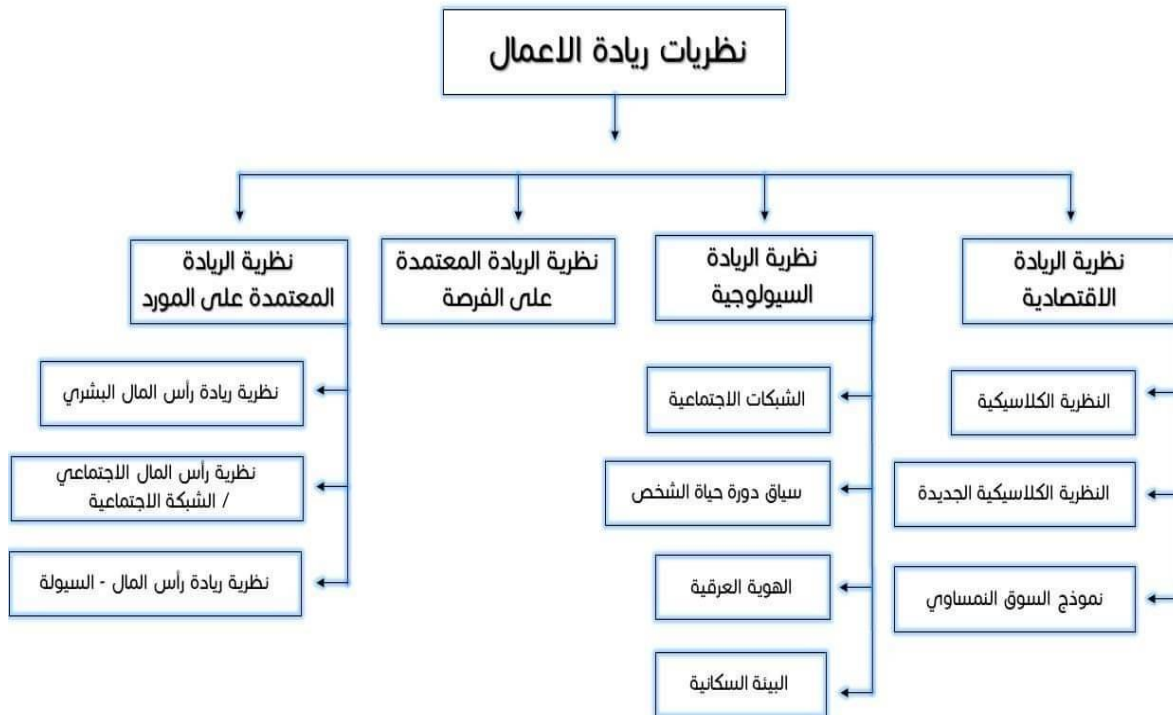 نظريات ريادة الاعمال
نظرية الريادة
الاقتصادية
النظرية الكلاسيكية
النظرية الكلاسيكية الجديدة
نموذج السوق النمساوي
نظرية الريادة
السيولوجية
الشبكات الاجتماعية
سياق دورة حياة الشخص
الهوية العرقية
البيئة السكانية
نظرية الريادة المعتمدة
على الفرصة
نظرية الريادة
المعتمدة على المورد
نظرية ريادة رأس المال البشري
نظرية رأس المال الاجتماعي
/ الشبكة الاجتماعية
نظرية ريادة رأس المال - السيولة